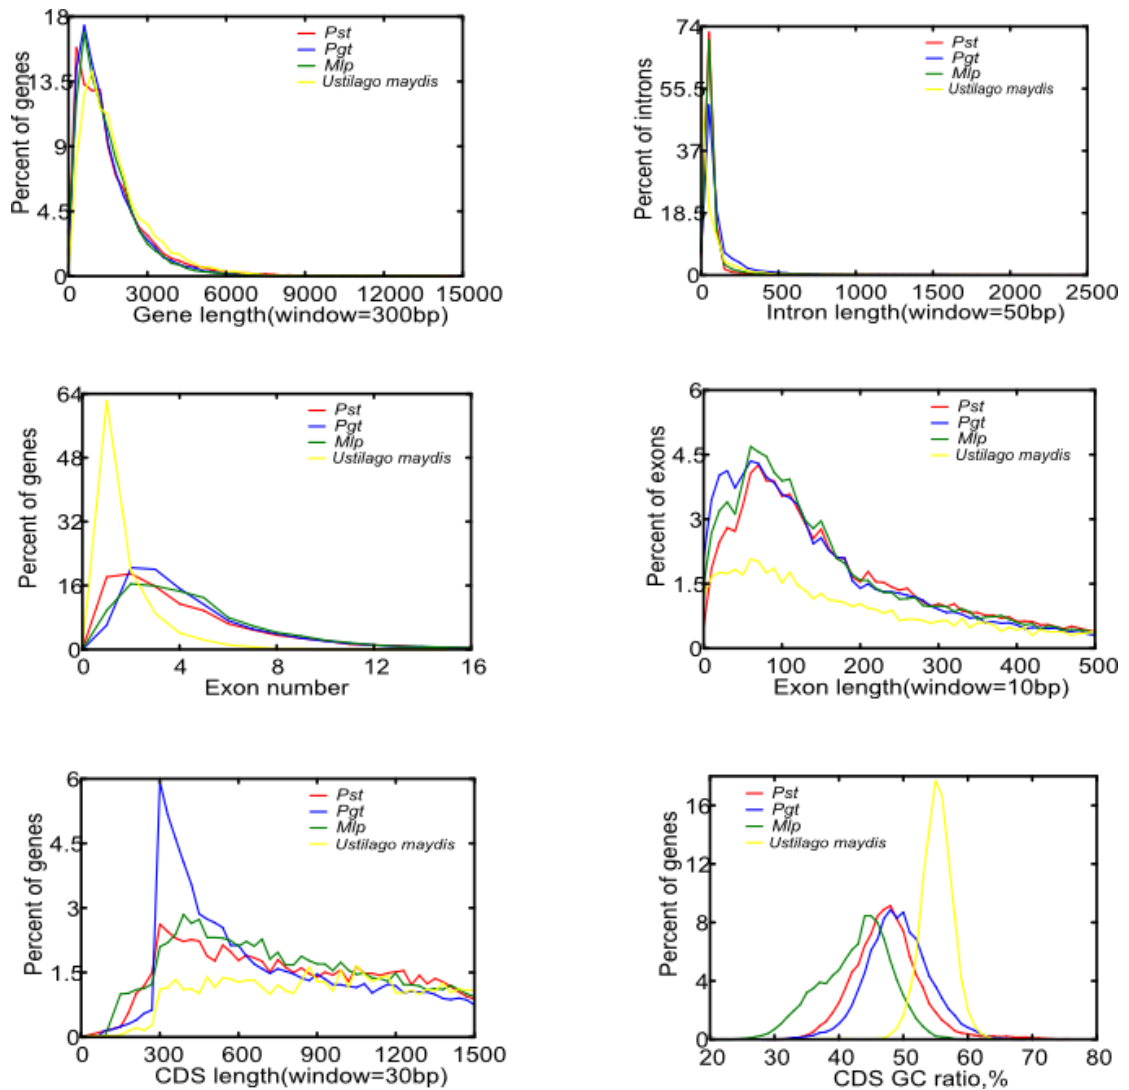 18
13.5
9
4.5
0
Percent of genes
Pst
Pgt
Mlp
Ustilago maydis
0 3000 6000 9000 12000 15000
Gene length(window=300bp)
74
55.5
37
18.5
0
Percent of introns
Pst
Pgt
Mlp
Ustilago maydis
0 500 1000 1500 2000 2500
Intron length(window=50bp)
64
48
32
16
0
Percent of genes
Pst
Pgt
Mlp
Ustilago maydis
0 4 8 12 16
Exon number
6
4.5
3
1.5
0
Percent of exons
Pst
Pgt
Mlp
Ustilago maydis
0 100 200 300 400 500
Exon length(window=10bp)
6
4.5
3
1.5
0
Percent of genes
Pst
Pgt
Mlp
Ustilago maydis
0 300 600 900 1200 1500
CDS length(window=30bp)
16
12
8
4
0
Percent of genes
Pst
Pgt
Mlp
Ustilago maydis
20 30 40 50 60 70 80
CDS GC ratio,%